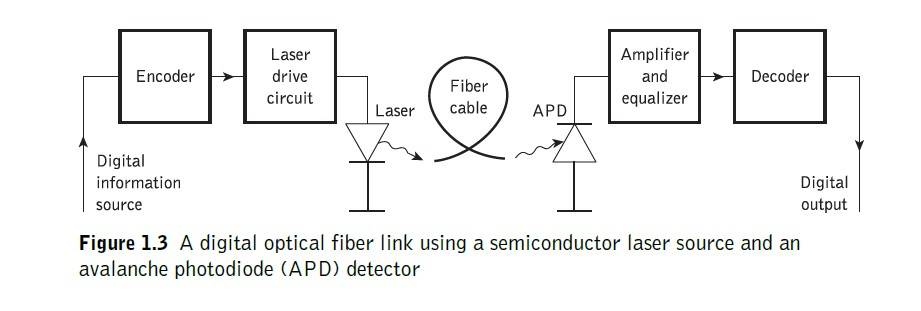 Encoder
Laser
drive
circuit
Laser
Fiber
cable
APD
Amplifier
and
equalizer
Decoder
Digital
information
source
Digital
output
Figure 1.3 A digital optical fiber link using a semiconductor laser source and an
avalanche photodiode (APD) detector